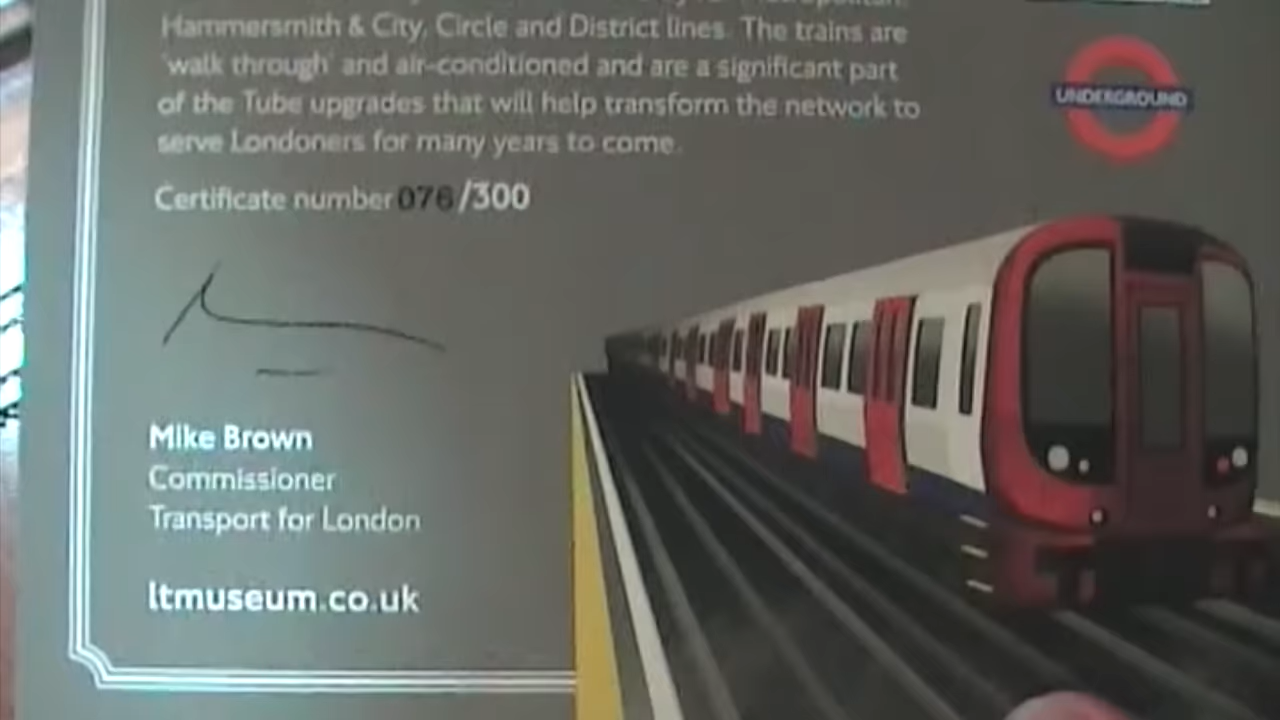 Hammersmith & City, Circle and District lines. The trains are
'walk through' and air-conditioned and are a significant part
of the Tube upgrades that will help transform the network to
serve Londoners for many years to come.
UNDERGROUND
Certificate number 076/300
Mike Brown
Commissioner
Transport for London
ltmuseum.co.uk